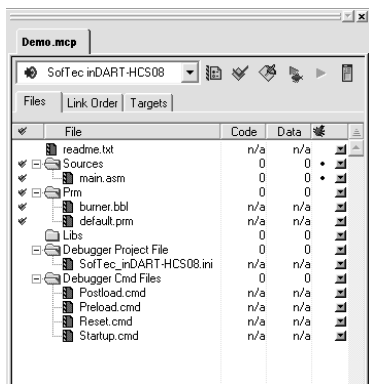 Demo.mcp
SofTec inDART-HCS08
Files Link Order Targets
File Code Data
readme.txt n/a n/a
Sources 0 0
main.asm 0 0
Prm 0 0
burner.bbl n/a n/a
default.prm n/a n/a
Libs 0 0
Debugger Project File 0 0
SofTec_inDART-HCS08.ini n/a n/a
Debugger Cmd Files 0 0
Postload.cmd n/a n/a
Preload.cmd n/a n/a
Reset.cmd n/a n/a
Startup.cmd n/a n/a